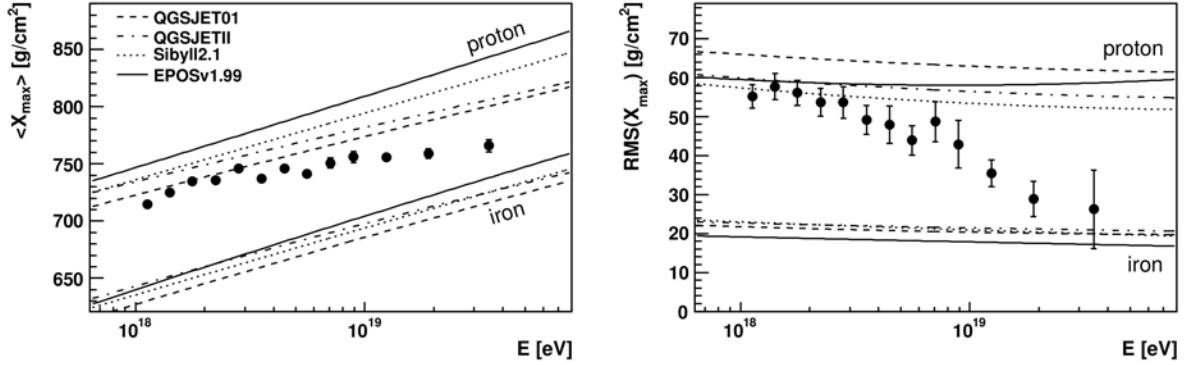 <X_max> [g/cm²]
850
800
750
700
650
QGSJET01
QGSJETII
Sibyll2.1
EPOSv1.99
proton
iron
10^18
10^19
E [eV]
RMS(X_max) [g/cm²]
70
60
50
40
30
20
10
0
proton
iron
10^18
10^19
E [eV]